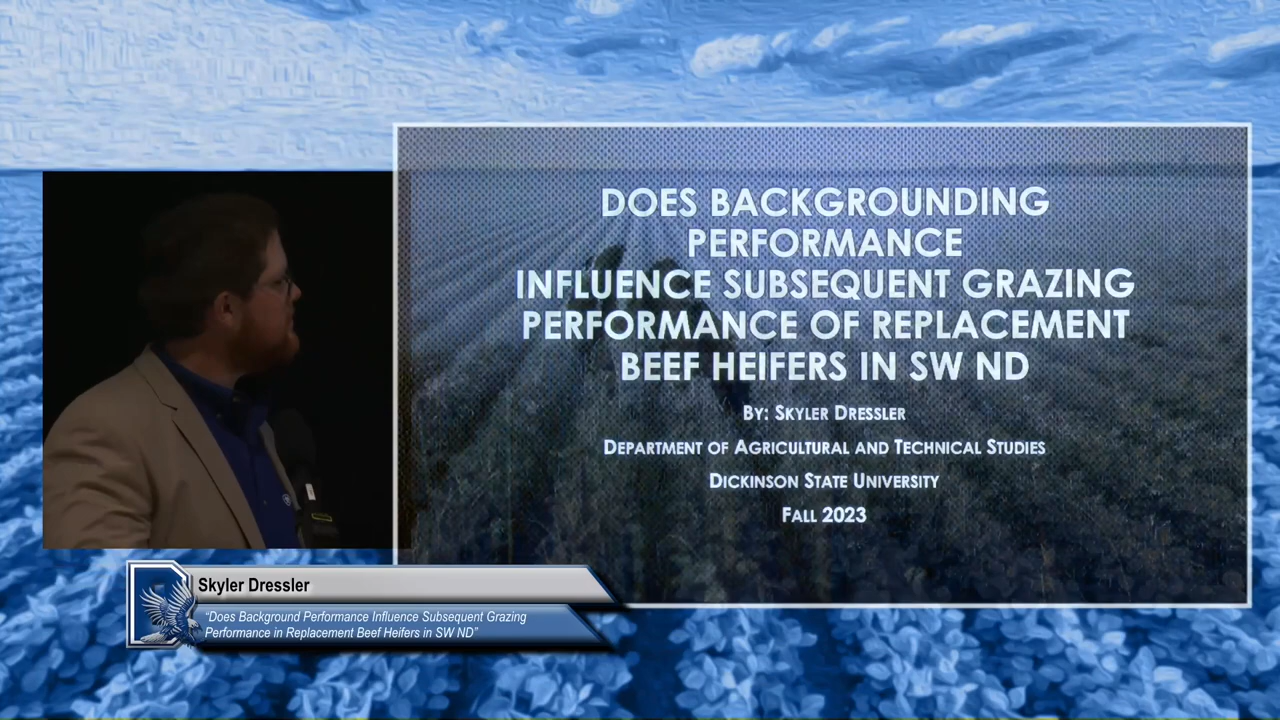 DOES BACKGROUNDING
PERFORMANCE
INFLUENCE SUBSEQUENT GRAZING
PERFORMANCE OF REPLACEMENT
BEEF HEIFERS IN SW ND
BY: SKYLER DRESSLER
DEPARTMENT OF AGRICULTURAL AND TECHNICAL STUDIES
DICKINSON STATE UNIVERSITY
FALL 2023
Skyler Dressler
“Does Background Performance Influence Subsequent Grazing
Performance in Replacement Beef Heifers in SW ND”